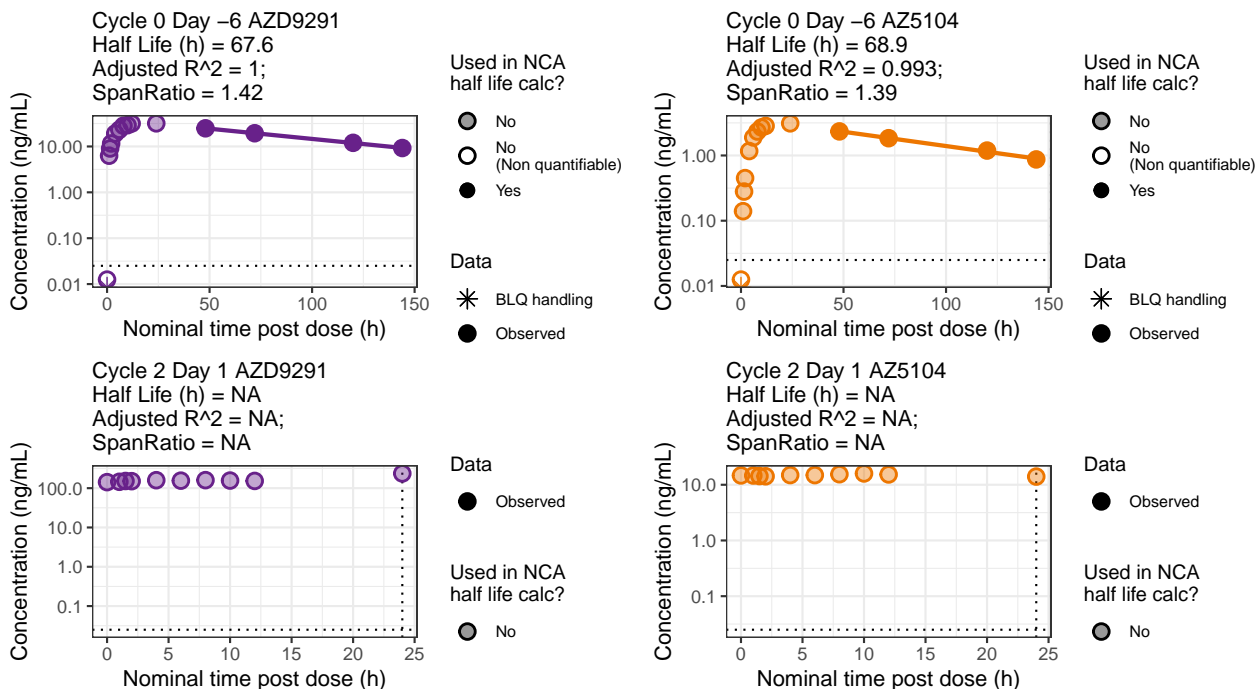 Cycle 0 Day −6 AZD9291
Half Life (h) = 67.6
Adjusted R^2 = 1;
SpanRatio = 1.42
Concentration (ng/mL)
10.00
1.00
0.10
0.01
0
50
100
150
Nominal time post dose (h)
Used in NCA
half life calc?
No
No
(Non quantifiable)
Yes
Data
BLQ handling
Observed
Cycle 0 Day −6 AZ5104
Half Life (h) = 68.9
Adjusted R^2 = 0.993;
SpanRatio = 1.39
Concentration (ng/mL)
1.00
0.10
0.01
0
50
100
150
Nominal time post dose (h)
Used in NCA
half life calc?
No
No
(Non quantifiable)
Yes
Data
BLQ handling
Observed
Cycle 2 Day 1 AZD9291
Half Life (h) = NA
Adjusted R^2 = NA;
SpanRatio = NA
Concentration (ng/mL)
100.0
10.0
1.0
0.1
0
5
10
15
20
25
Nominal time post dose (h)
Data
Observed
Used in NCA
half life calc?
No
Cycle 2 Day 1 AZ5104
Half Life (h) = NA
Adjusted R^2 = NA;
SpanRatio = NA
Concentration (ng/mL)
10.0
1.0
0.1
0
5
10
15
20
25
Nominal time post dose (h)
Data
Observed
Used in NCA
half life calc?
No